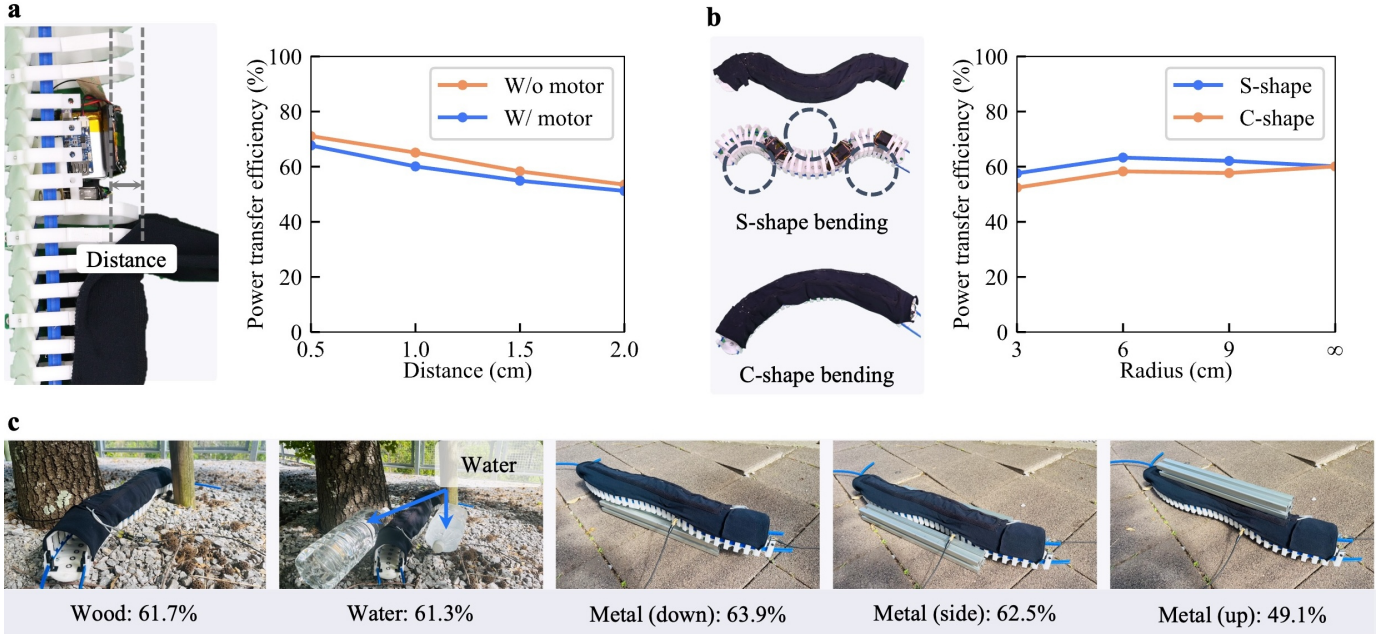 a
Distance
Power transfer efficiency (%)
100
80
60
40
20
0
0.5
1.0
1.5
2.0
Distance (cm)
W/o motor
W/ motor
b
S-shape bending
C-shape bending
Power transfer efficiency (%)
100
80
60
40
20
0
3
6
9
∞
Radius (cm)
S-shape
C-shape
c
Water
Wood: 61.7%
Water: 61.3%
Metal (down): 63.9%
Metal (side): 62.5%
Metal (up): 49.1%